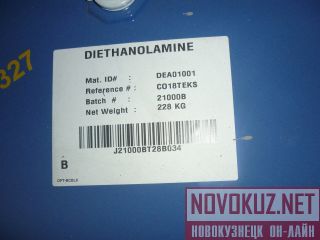 327
DIETHANOLAMINE
Mat. ID# : DEA01001
Reference # : CO18TEKS
Batch # : 21000B
Net Weight : 228 KG
J21000BT28B034
B
NOVOKUZ.NET
НОВОКУЗНЕЦК ОН-ЛАЙН